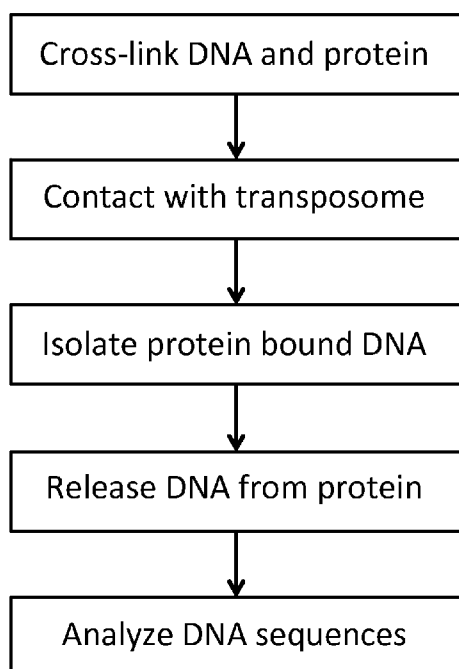 Cross-link DNA and protein
Contact with transposome
Isolate protein bound DNA
Release DNA from protein
Analyze DNA sequences